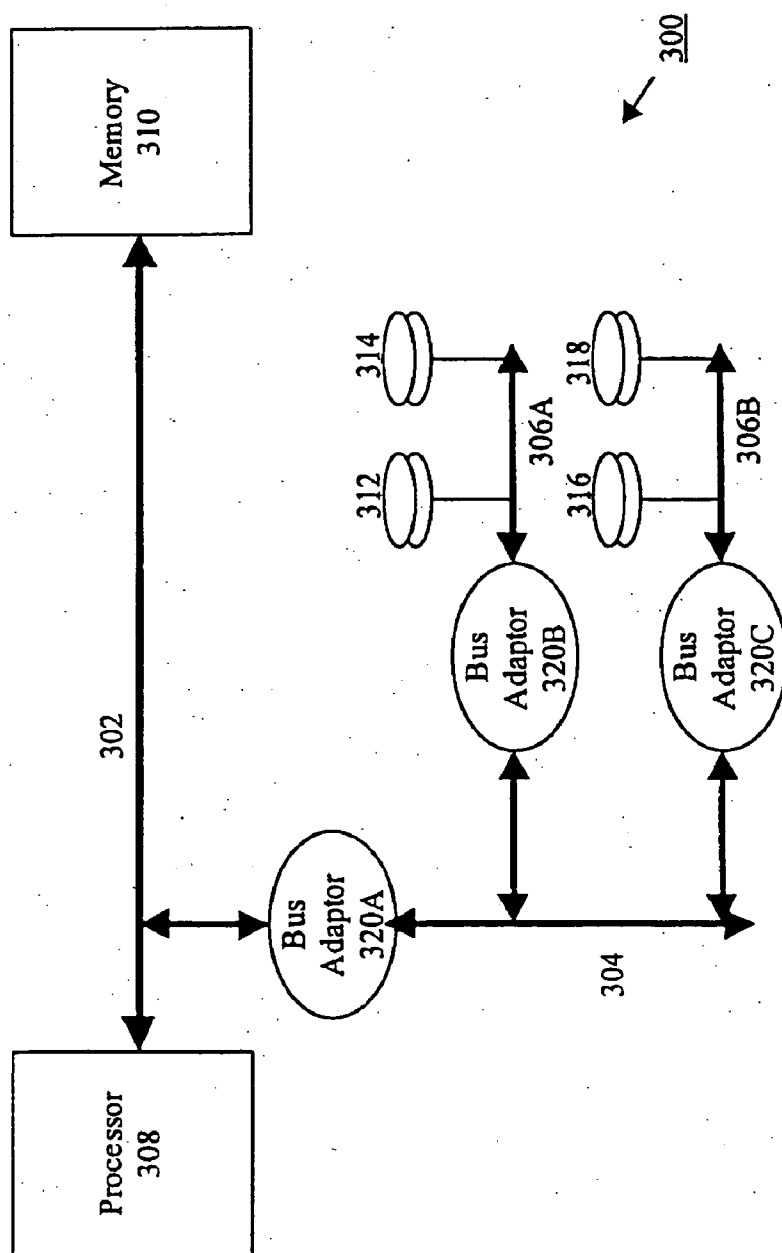 Processor
308
302
Memory
310
Bus
Adaptor
320A
304
Bus
Adaptor
320B
312
314
306A
Bus
Adaptor
320C
316
318
306B
300